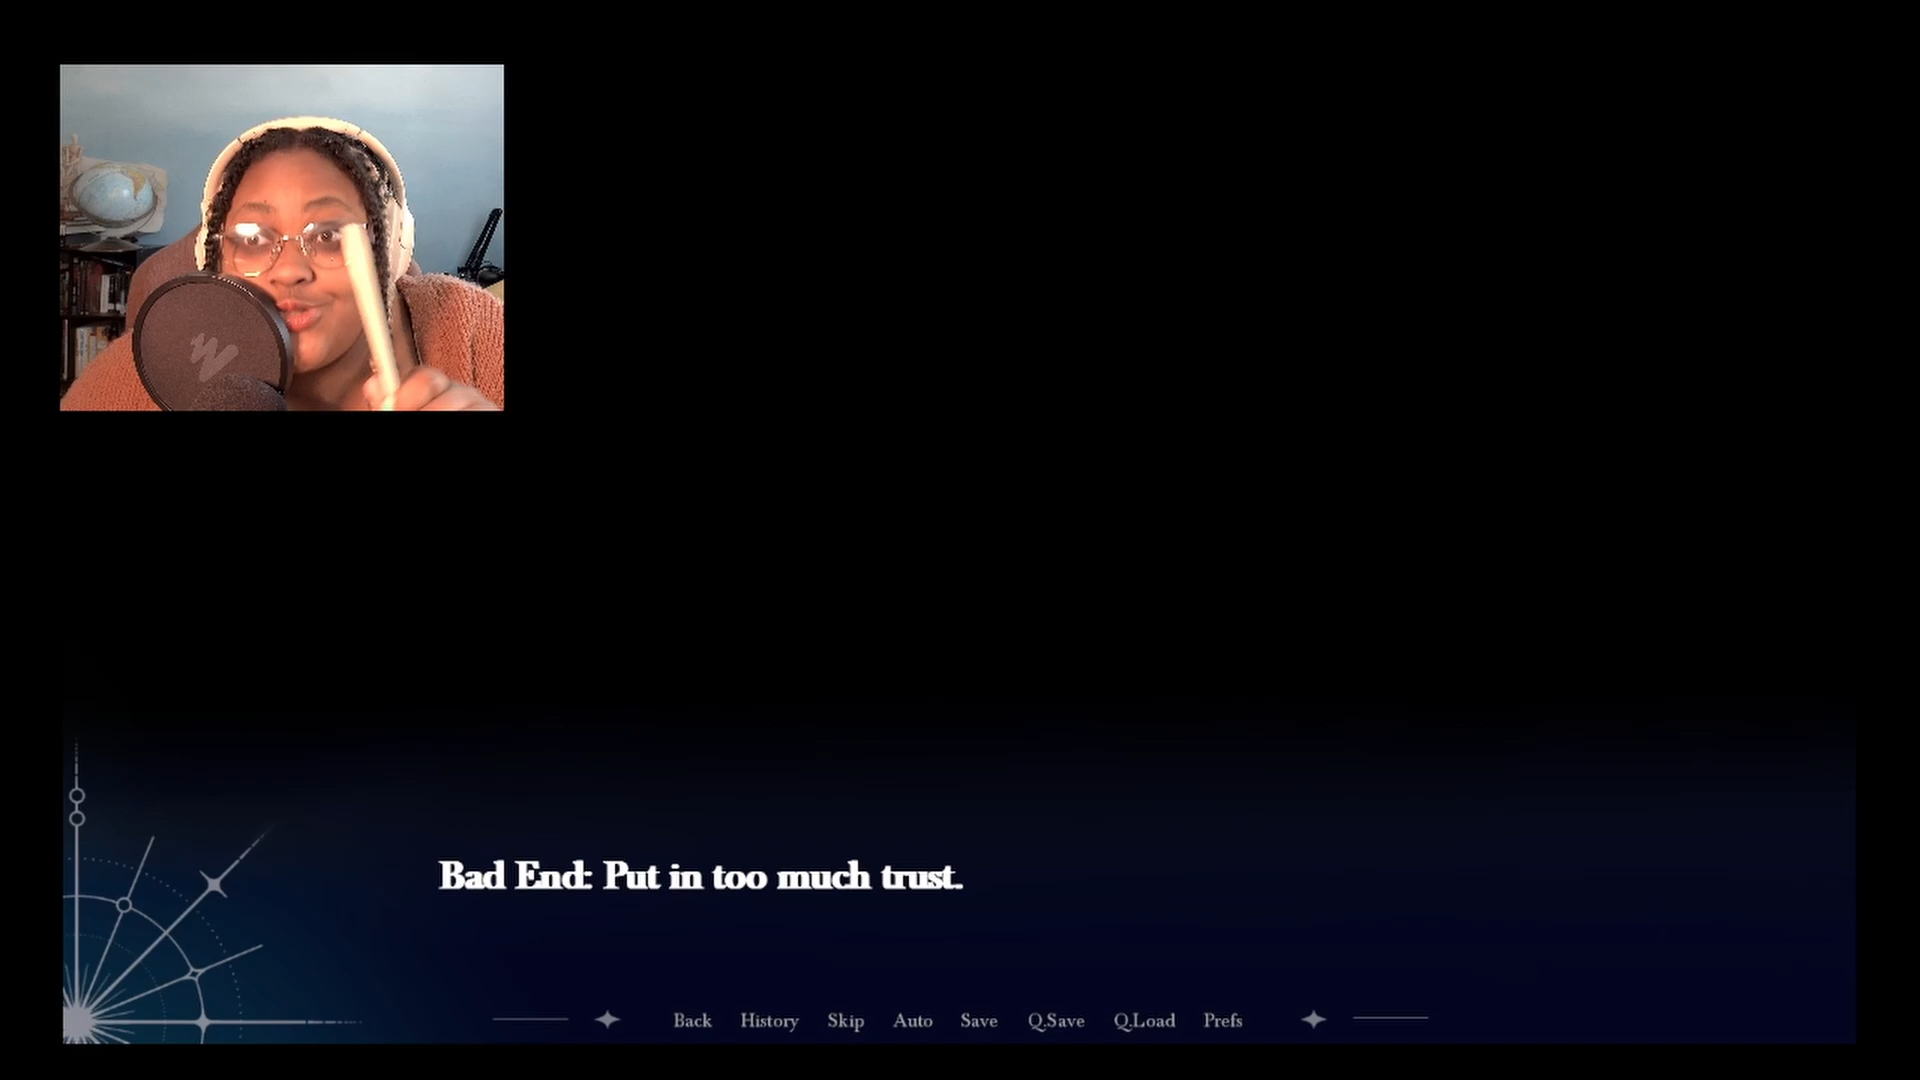 Bad End: Put in too much trust.
Back History Skip Auto Save Q.Save Q.Load Prefs